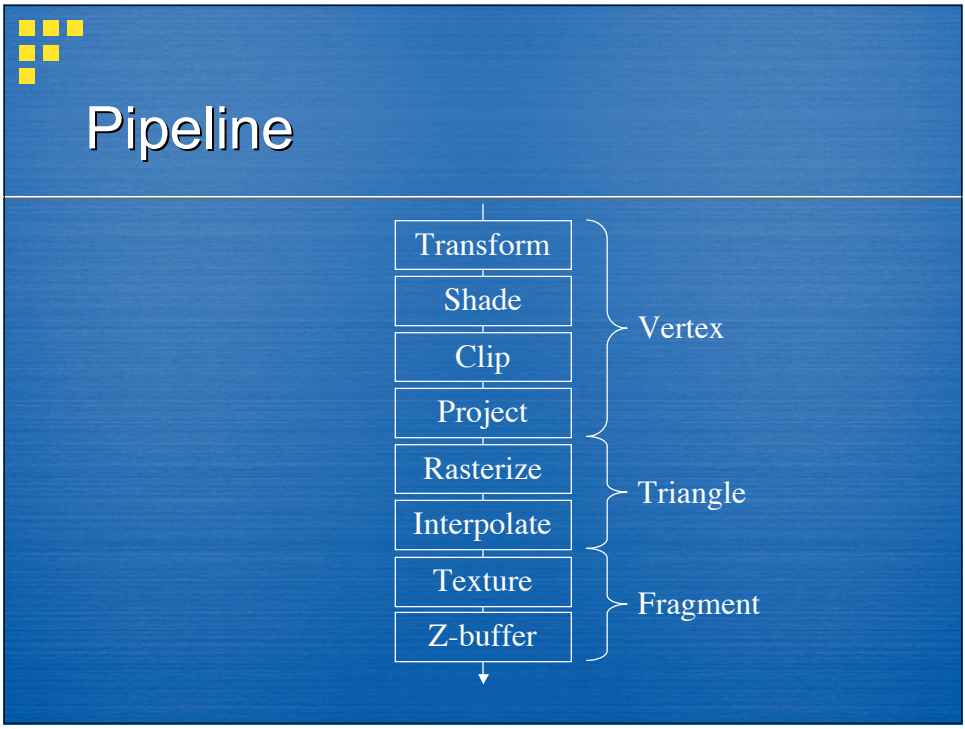 Pipeline
Transform
Shade
Clip
Project
Vertex
Rasterize
Interpolate
Triangle
Texture
Z-buffer
Fragment